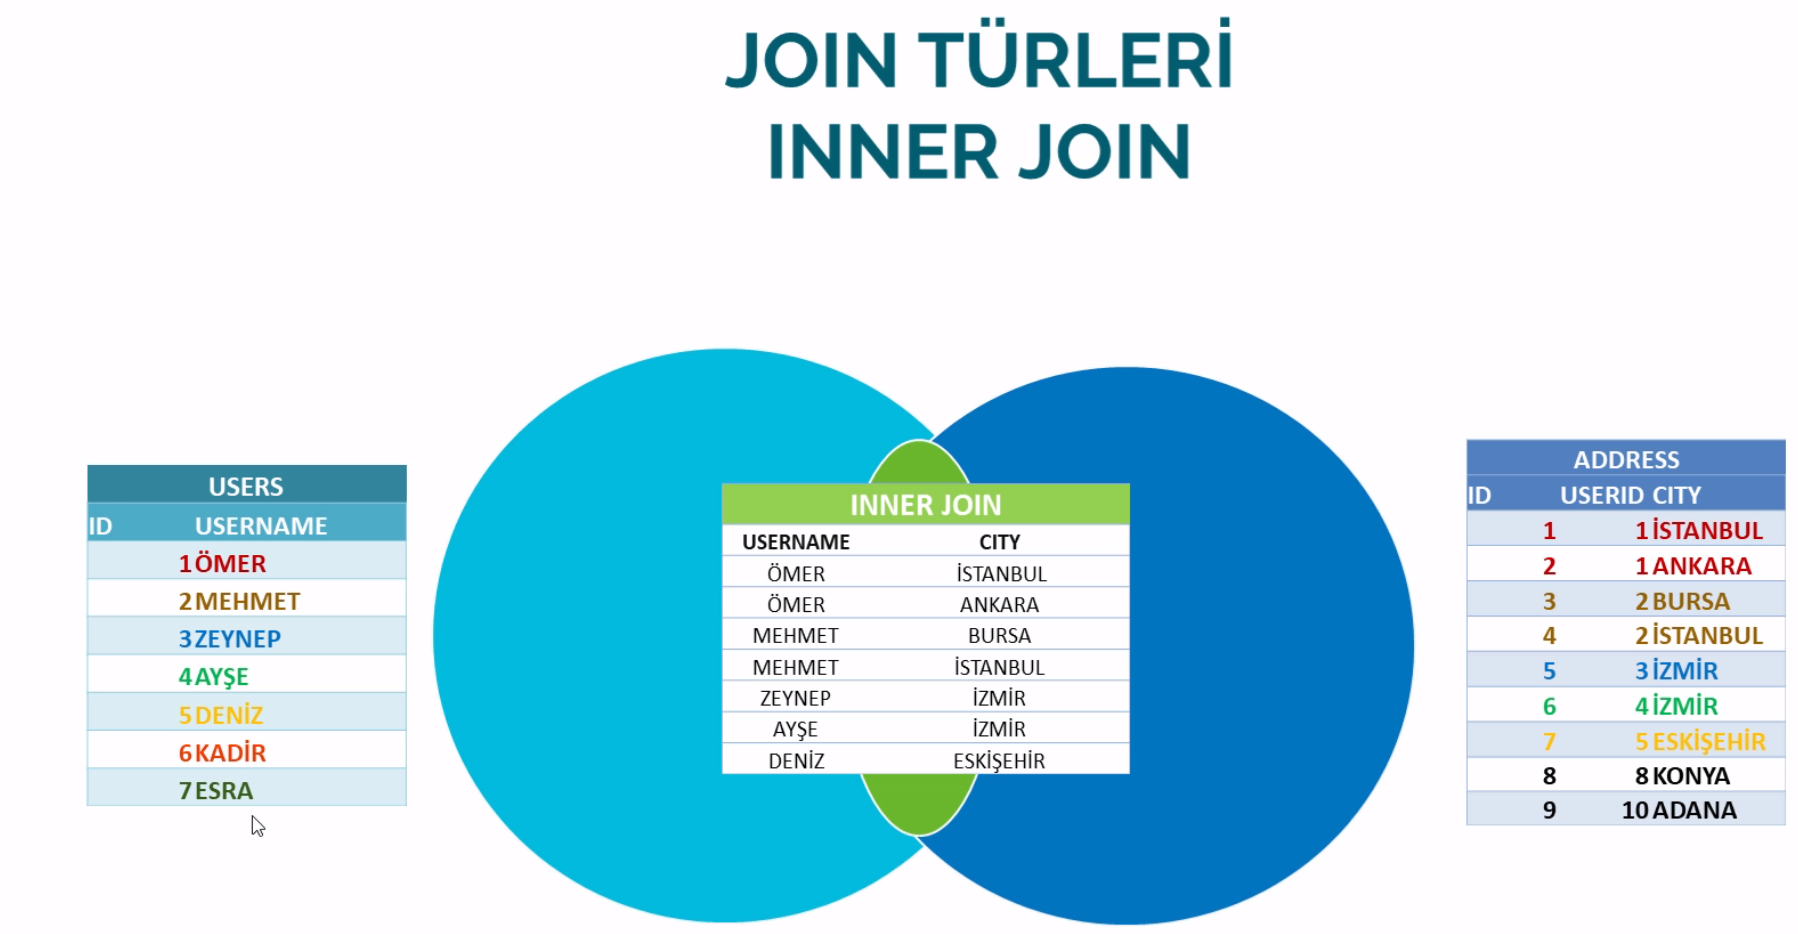 JOIN TÜRLERİ
INNER JOIN
USERS
ID USERNAME
1 ÖMER
2 MEHMET
3 ZEYNEP
4 AYŞE
5 DENİZ
6 KADİR
7 ESRA
INNER JOIN
USERNAME CITY
ÖMER İSTANBUL
ÖMER ANKARA
MEHMET BURSA
MEHMET İSTANBUL
ZEYNEP İZMİR
AYŞE İZMİR
DENİZ ESKİŞEHİR
ADDRESS
ID USERID CITY
1 1 İSTANBUL
2 1 ANKARA
3 2 BURSA
4 2 İSTANBUL
5 3 İZMİR
6 4 İZMİR
7 5 ESKİŞEHİR
8 8 KONYA
9 10 ADANA